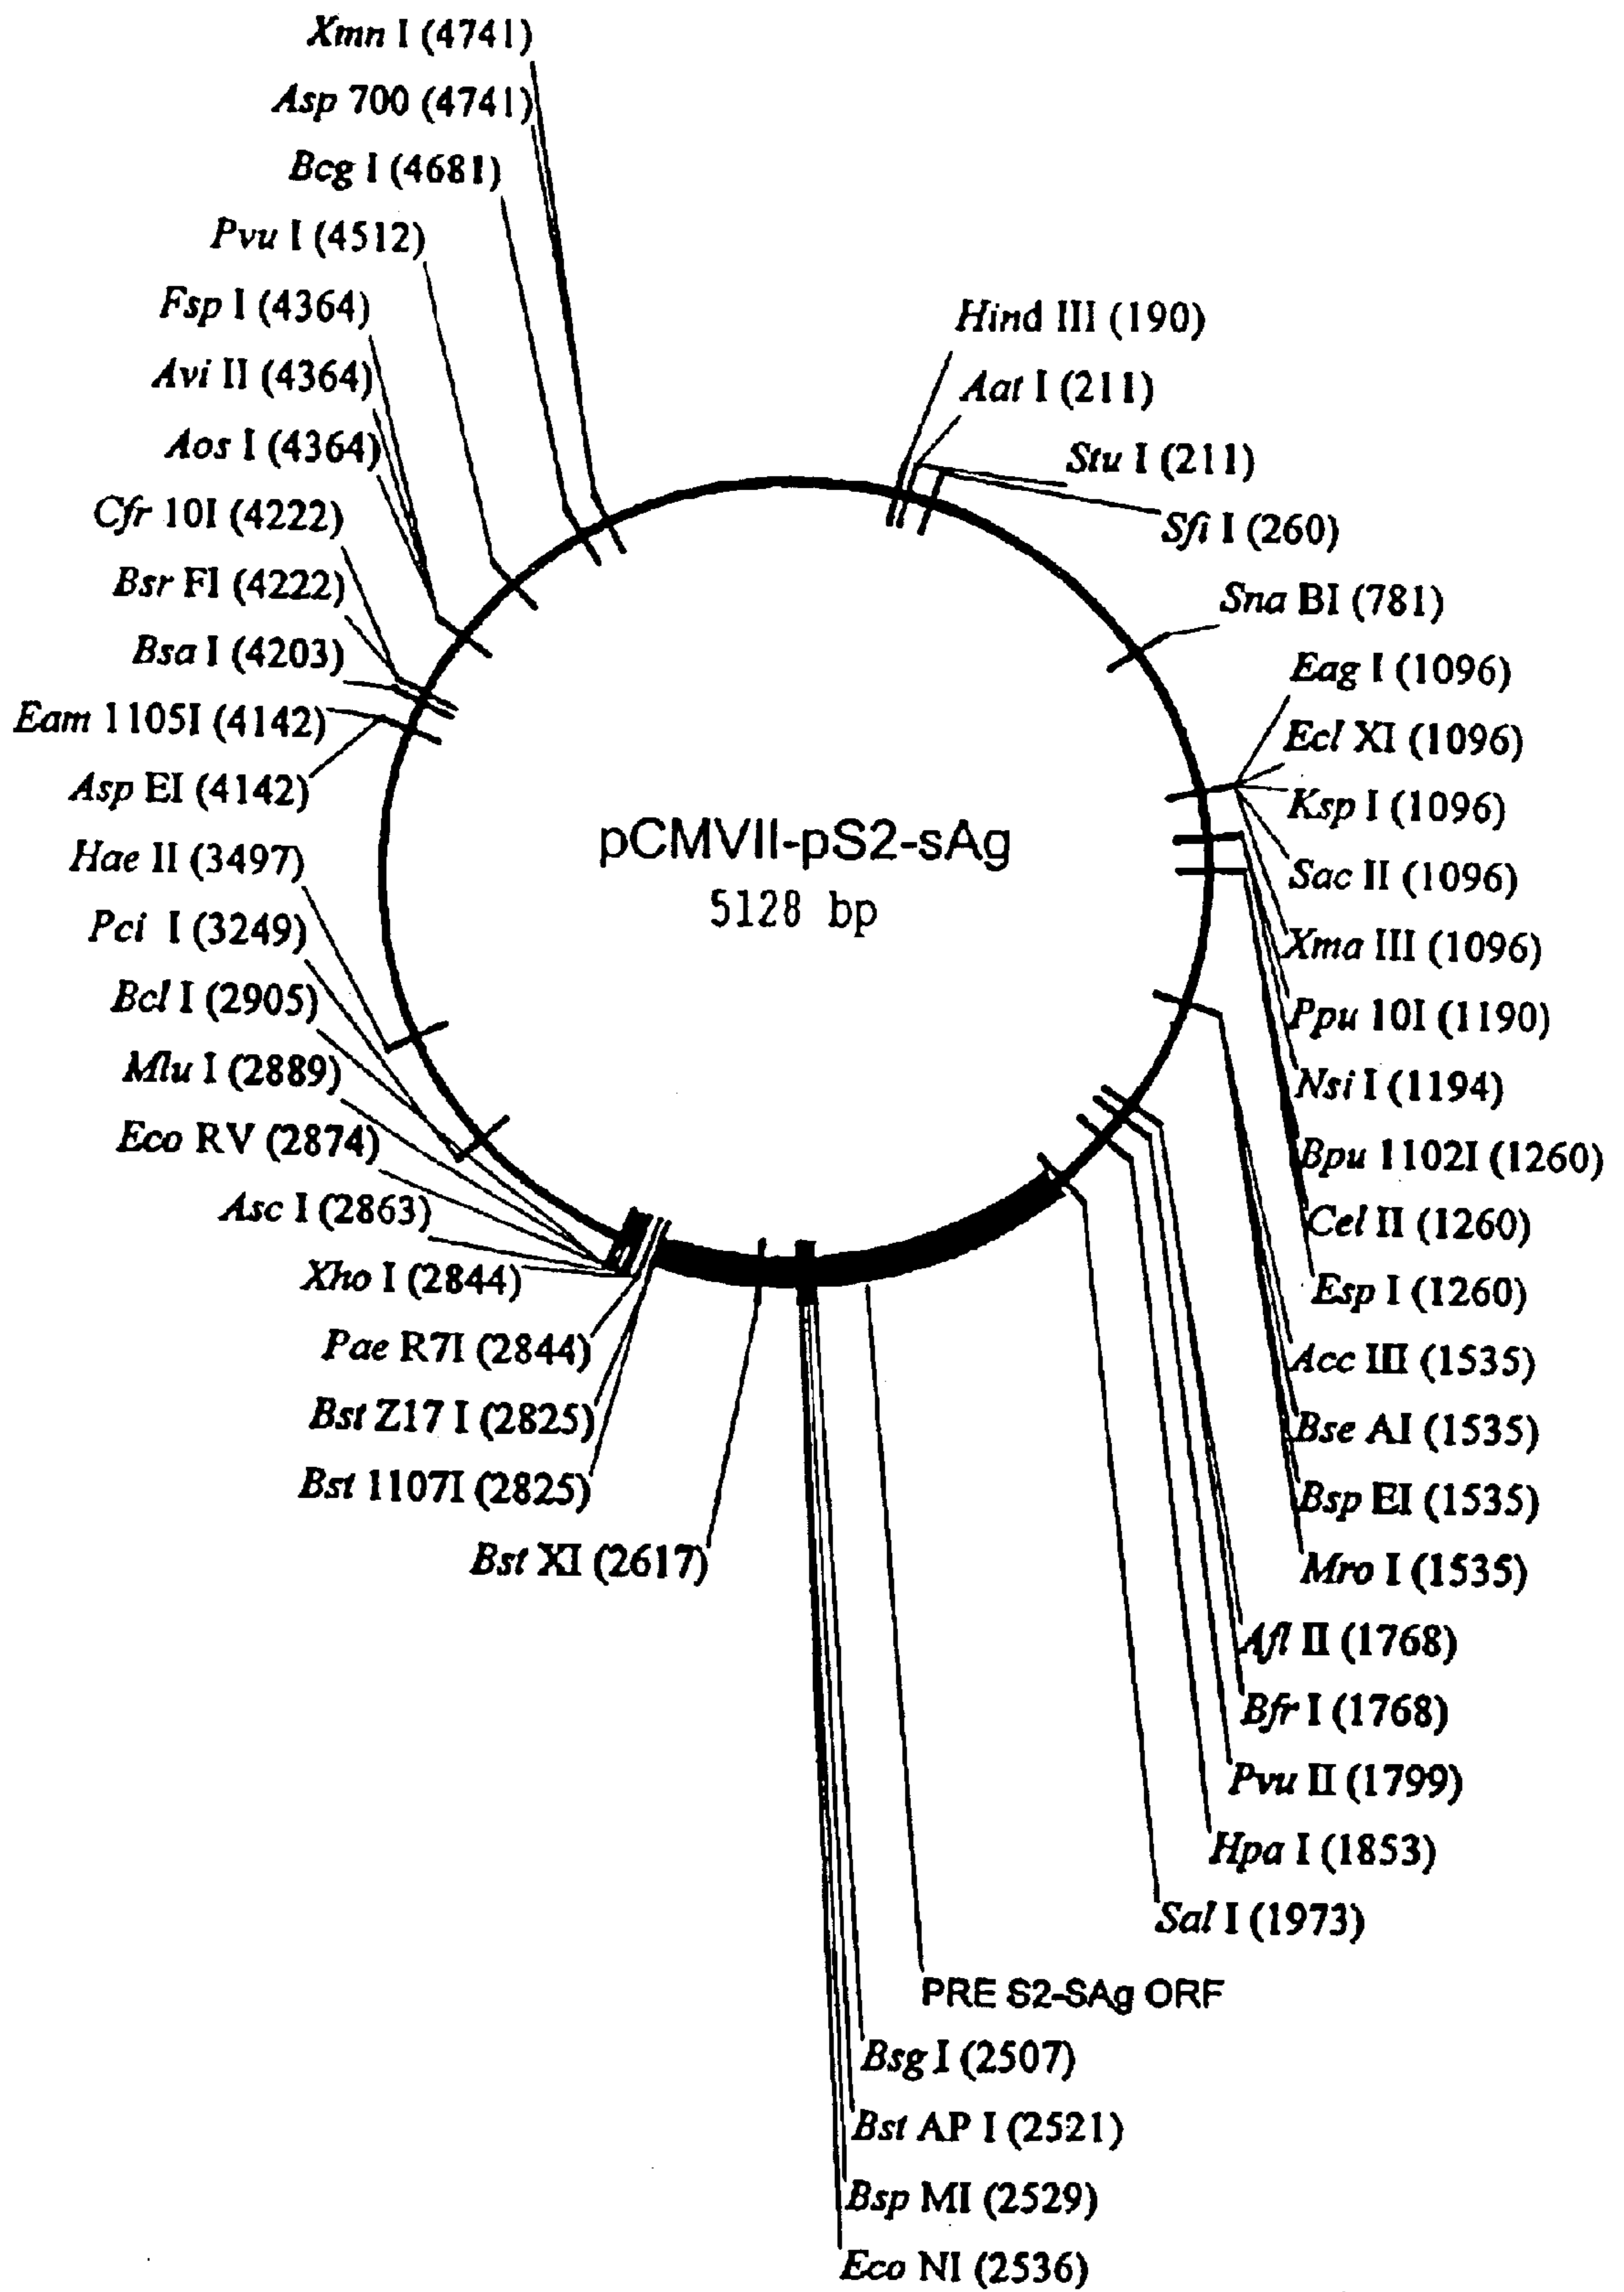 Xmn I (4741)
Asp 700 (4741)
Bcg I (4681)
Pvu I (4512)
Fsp I (4364)
Avi II (4364)
Aos I (4364)
Cfr 10I (4222)
Bsr FI (4222)
Bsa I (4203)
Eam 1105I (4142)
Asp EI (4142)
Hae II (3497)
Pci I (3249)
Bcl I (2905)
Mlu I (2889)
Eco RV (2874)
Asc I (2863)
Xho I (2844)
Pae R7I (2844)
Bst Z17 I (2825)
Bst 1107I (2825)
Bst XI (2617)
pCMVII-pS2-sAg
5128 bp
Hind III (190)
Aat I (211)
Stu I (211)
Sfi I (260)
Sna BI (781)
Eag I (1096)
Ecl XI (1096)
Ksp I (1096)
Sac II (1096)
Xma III (1096)
Ppu 10I (1190)
Nsi I (1194)
Bpu 1102I (1260)
Cel II (1260)
Esp I (1260)
Acc III (1535)
Bse AI (1535)
Bsp EI (1535)
Mro I (1535)
Afl II (1768)
Bfr I (1768)
Pvu II (1799)
Hpa I (1853)
Sal I (1973)
PRE S2-SAg ORF
Bsg I (2507)
Bst AP I (2521)
Bsp MI (2529)
Eco NI (2536)